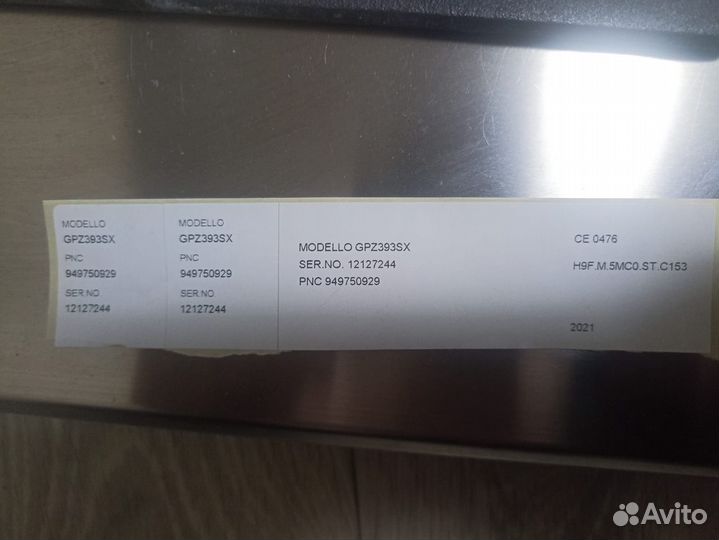 MODELLO
GPZ393SX
PNC
949750929
SER.NO.
12127244
MODELLO
GPZ393SX
PNC
949750929
SER.NO
12127244
MODELLO GPZ393SX
SER.NO. 12127244
PNC 949750929
CE 0476
H9F.M.5MC0.ST.C153
2021
Avito